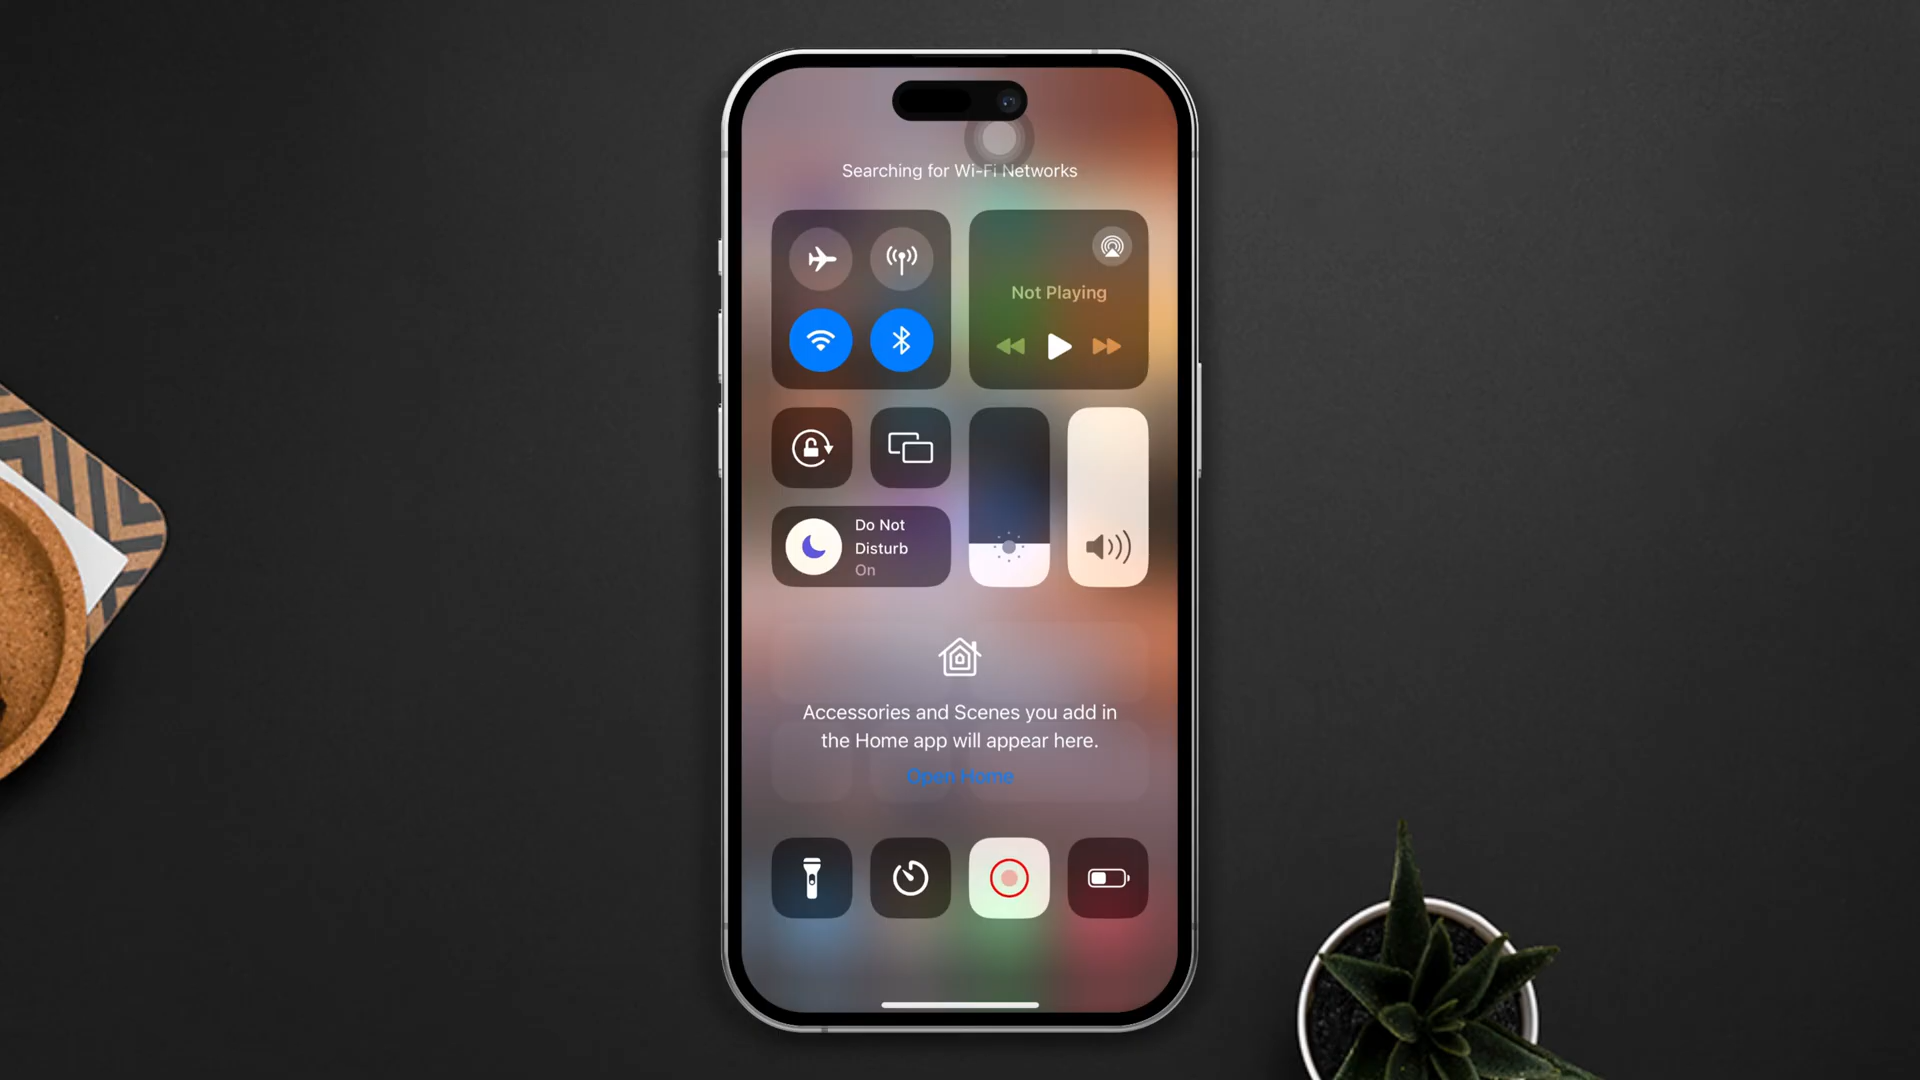 Searching for Wi-Fi Networks
Not Playing
Do Not
Disturb
On
Accessories and Scenes you add in
the Home app will appear here.
Open Home